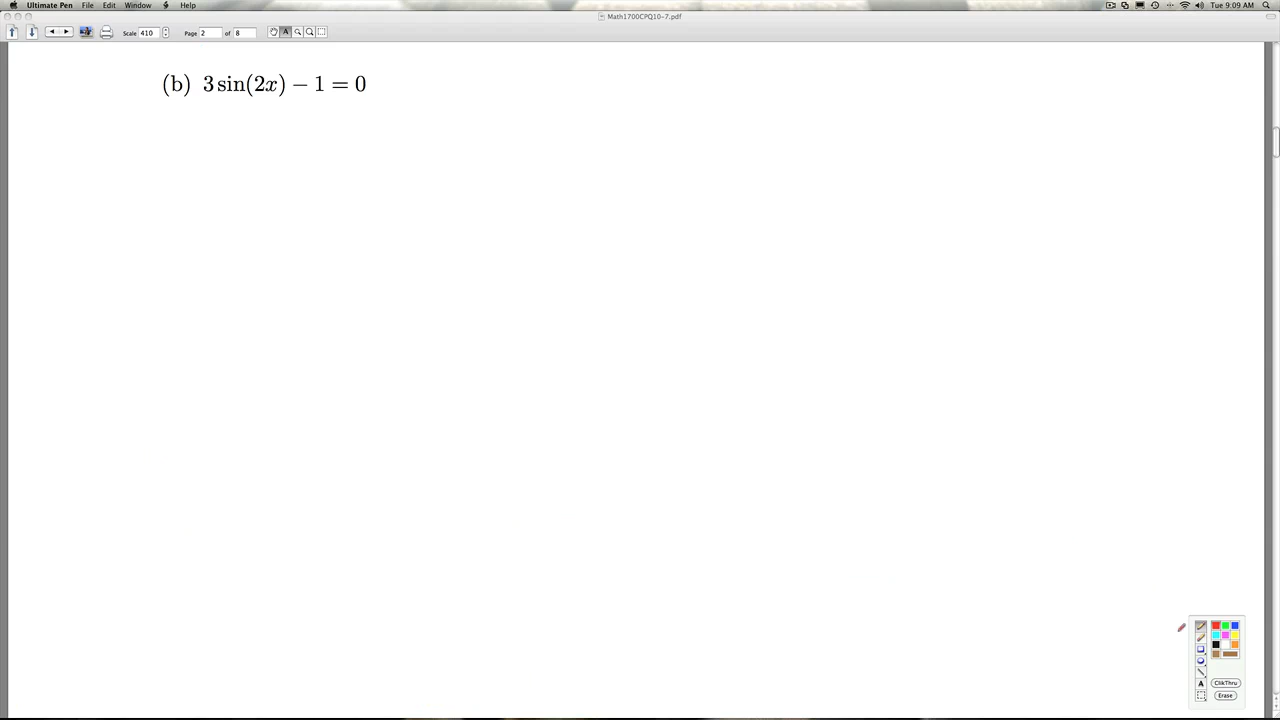 Ultimate Pen File Edit Window Help Tue 9:09 AM
Math1700CPQ10-7.pdf
Scale 410 Page 2 of 8 A
(b) 3 sin(2x) − 1 = 0
A ClikThru
Erase